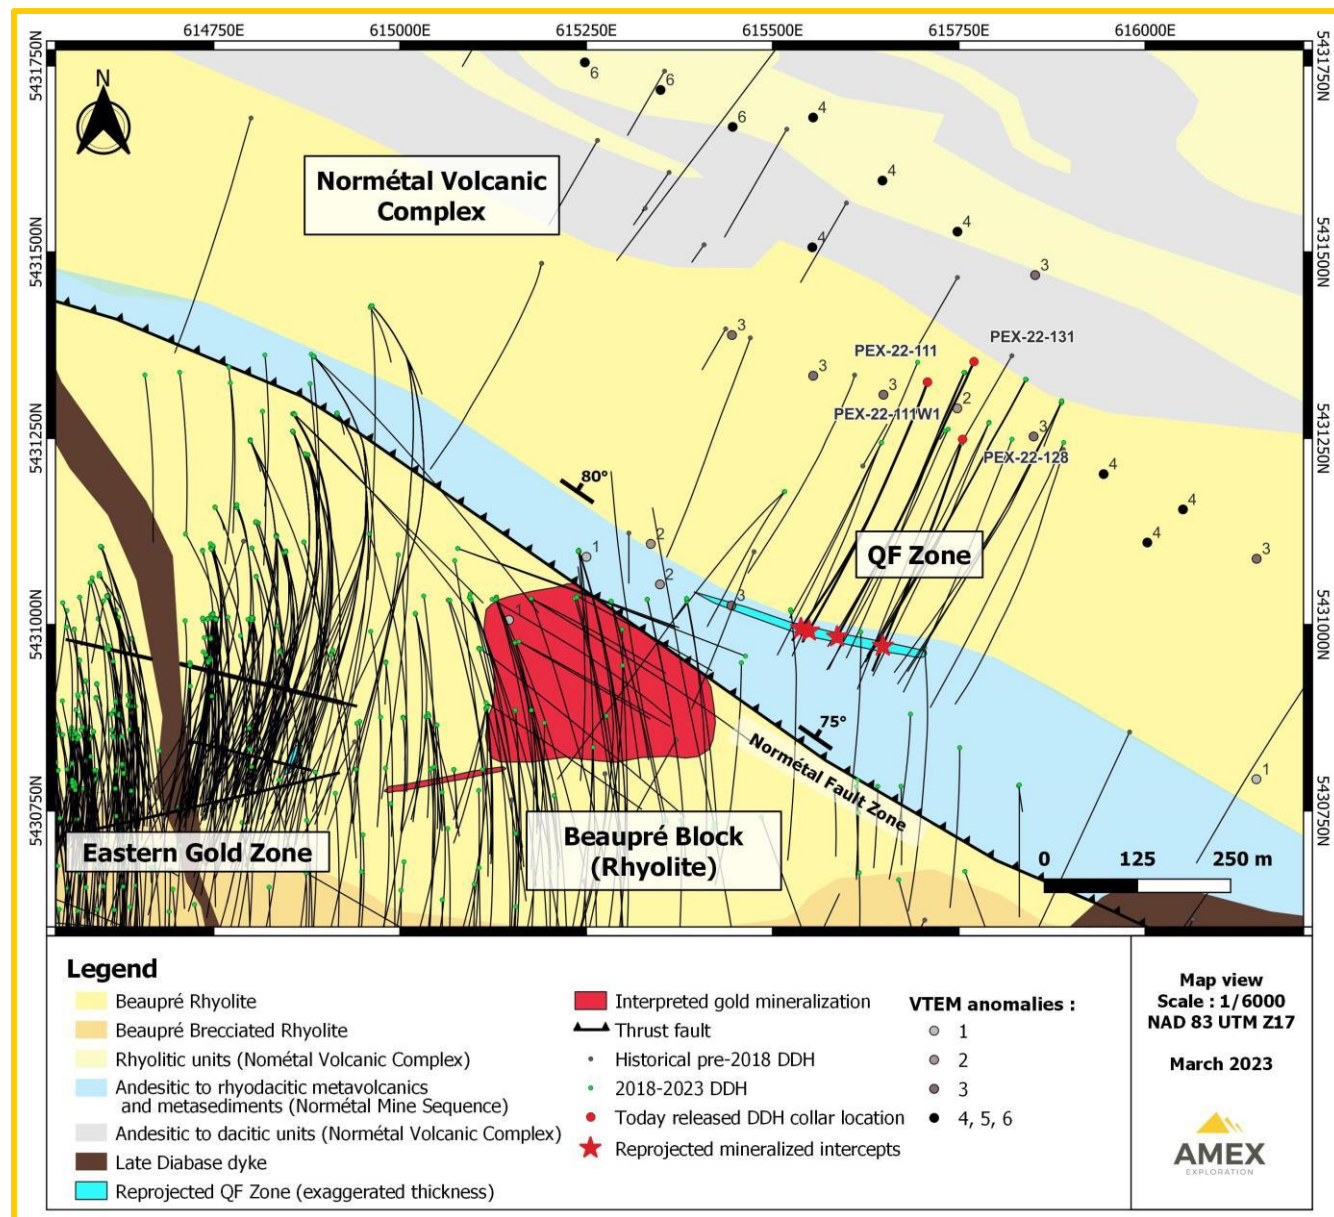 614750E 615000E 615250E 615500E 615750E 616000E
5431750N
5431750N
5431500N
5431500N
5431250N
5431250N
5431000N
5431000N
5430750N
5430750N
N
6
6
6
4
4
4
4
3
Normétal Volcanic
Complex
3
3
3
2
3
4
4
4
3
1
PEX-22-131
PEX-22-111
PEX-22-111W1
PEX-22-128
80°
1
2
2
3
1
QF Zone
75°
Normétal Fault Zone
Eastern Gold Zone
Beaupré Block
(Rhyolite)
0 125 250 m
Legend
Beaupré Rhyolite
Beaupré Brecciated Rhyolite
Rhyolitic units (Nométal Volcanic Complex)
Andesitic to rhyodacitic metavolcanics
and metasediments (Normétal Mine Sequence)
Andesitic to dacitic units (Normétal Volcanic Complex)
Late Diabase dyke
Reprojected QF Zone (exaggerated thickness)
Interpreted gold mineralization
Thrust fault
Historical pre-2018 DDH
2018-2023 DDH
Today released DDH collar location
Reprojected mineralized intercepts
VTEM anomalies :
1
2
3
4, 5, 6
Map view
Scale : 1/6000
NAD 83 UTM Z17
March 2023
AMEX
EXPLORATION